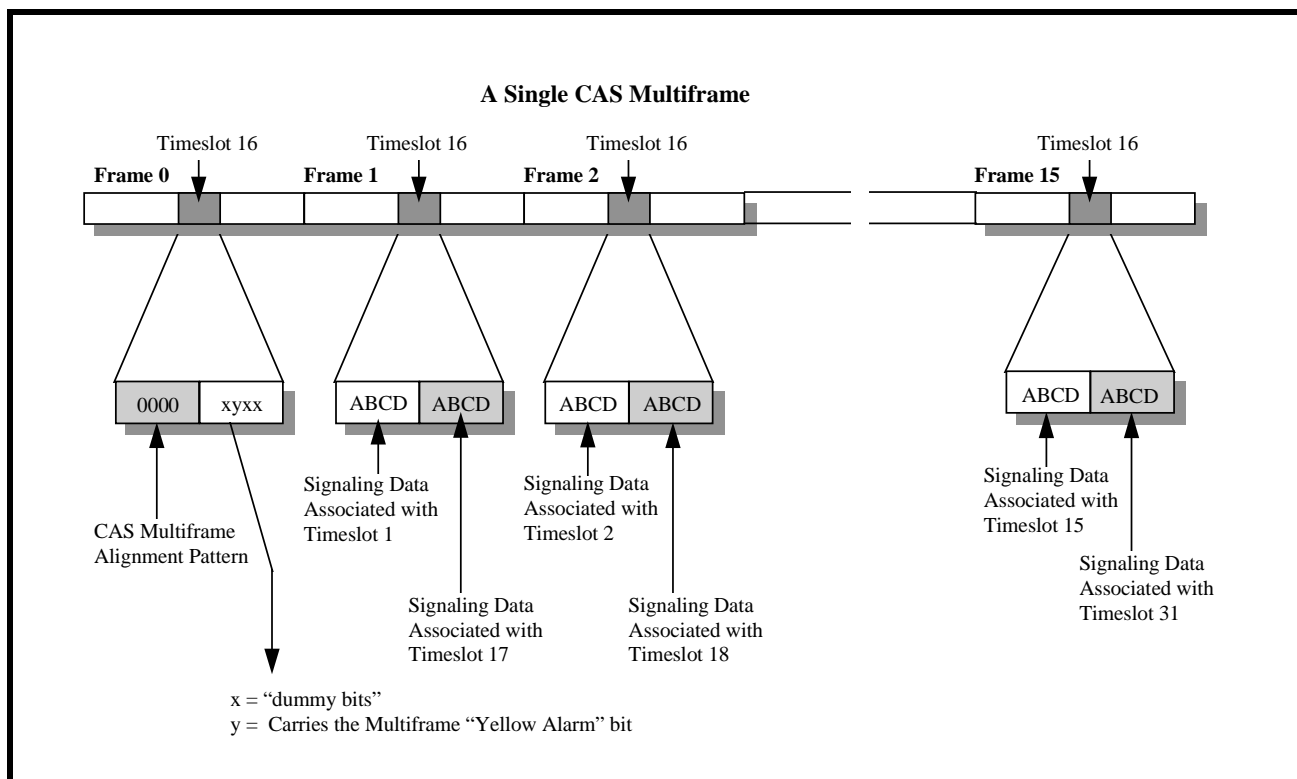 A Single CAS Multiframe
Timeslot 16
Timeslot 16
Timeslot 16
Timeslot 16
Frame 0
Frame 1
Frame 2
Frame 15
0000
xyxx
ABCD
ABCD
ABCD
ABCD
ABCD
ABCD
CAS Multiframe
Alignment Pattern
Signaling Data
Associated with
Timeslot 1
Signaling Data
Associated with
Timeslot 17
Signaling Data
Associated with
Timeslot 2
Signaling Data
Associated with
Timeslot 18
Signaling Data
Associated with
Timeslot 15
Signaling Data
Associated with
Timeslot 31
x = “dummy bits”
y = Carries the Multiframe “Yellow Alarm” bit